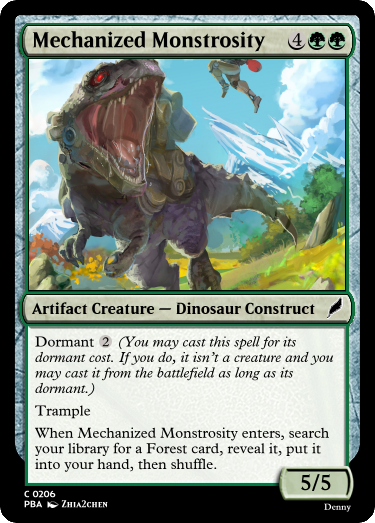 Mechanized Monstrosity 4
Artifact Creature — Dinosaur Construct
Dormant 2 (You may cast this spell for its
dormant cost. If you do, it isn't a creature and you
may cast it from the battlefield as long as its
dormant.)
Trample
When Mechanized Monstrosity enters, search
your library for a Forest card, reveal it, put it
into your hand, then shuffle.
5/5
C 0206
PBA Zhia2chen
Denny